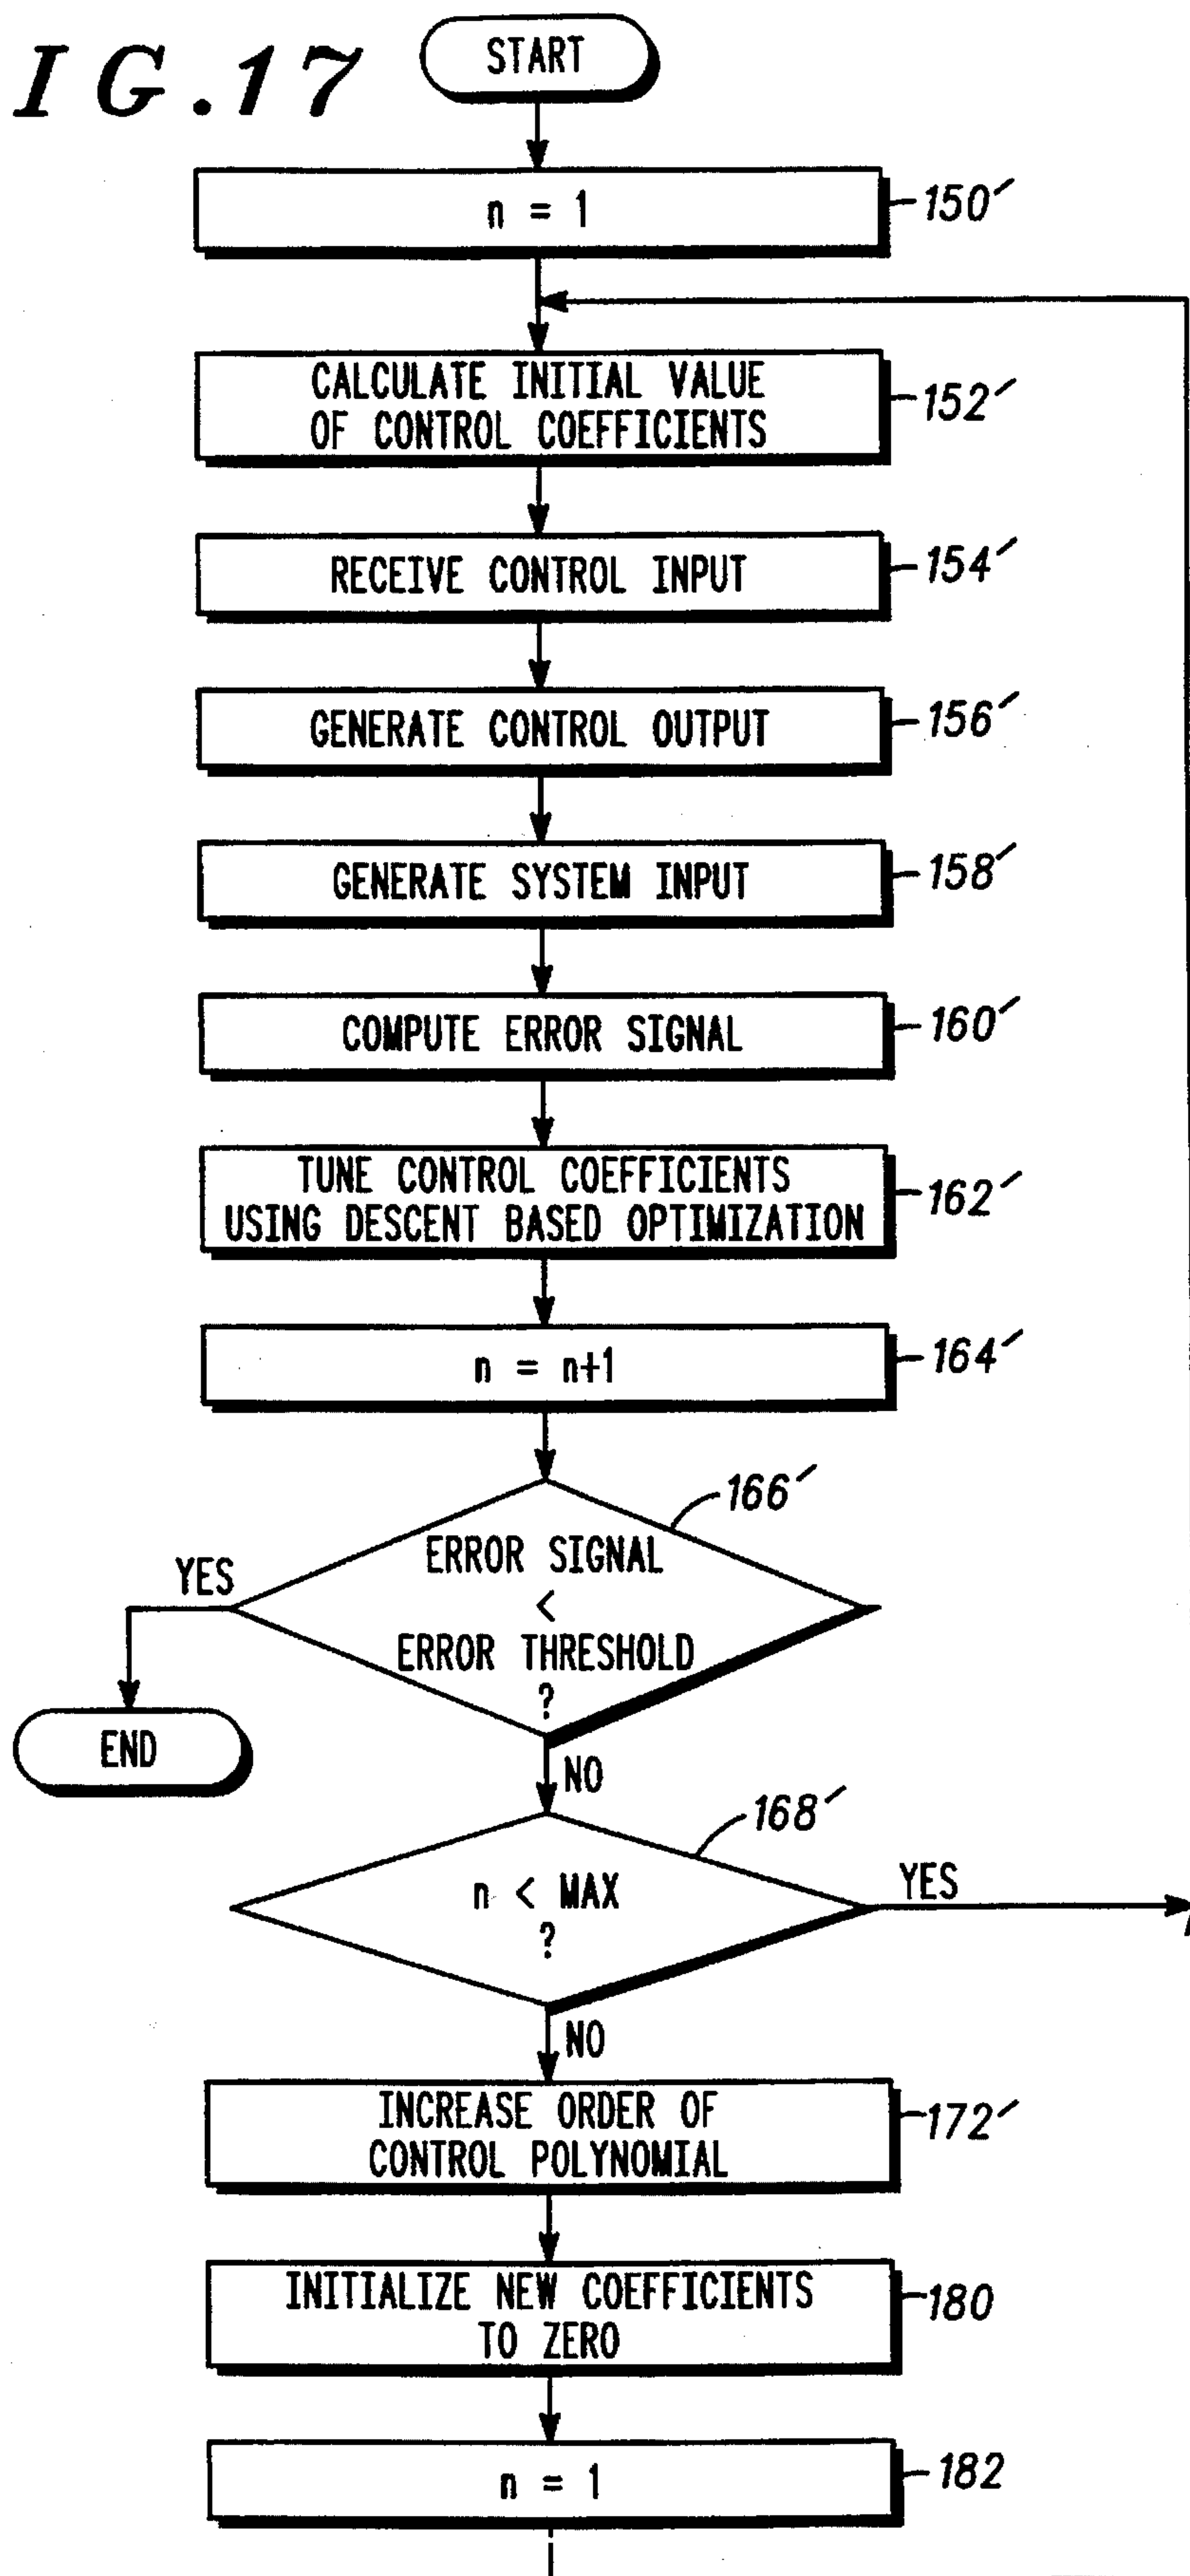 IG.17
START
n = 1
150′
CALCULATE INITIAL VALUE
OF CONTROL COEFFICIENTS
152′
RECEIVE CONTROL INPUT
154′
GENERATE CONTROL OUTPUT
156′
GENERATE SYSTEM INPUT
158′
COMPUTE ERROR SIGNAL
160′
TUNE CONTROL COEFFICIENTS
USING DESCENT BASED OPTIMIZATION
162′
n = n+1
164′
166′
ERROR SIGNAL
<
ERROR THRESHOLD
?
YES
END
NO
168′
n < MAX
?
YES
NO
INCREASE ORDER OF
CONTROL POLYNOMIAL
172′
INITIALIZE NEW COEFFICIENTS
TO ZERO
180
n = 1
182